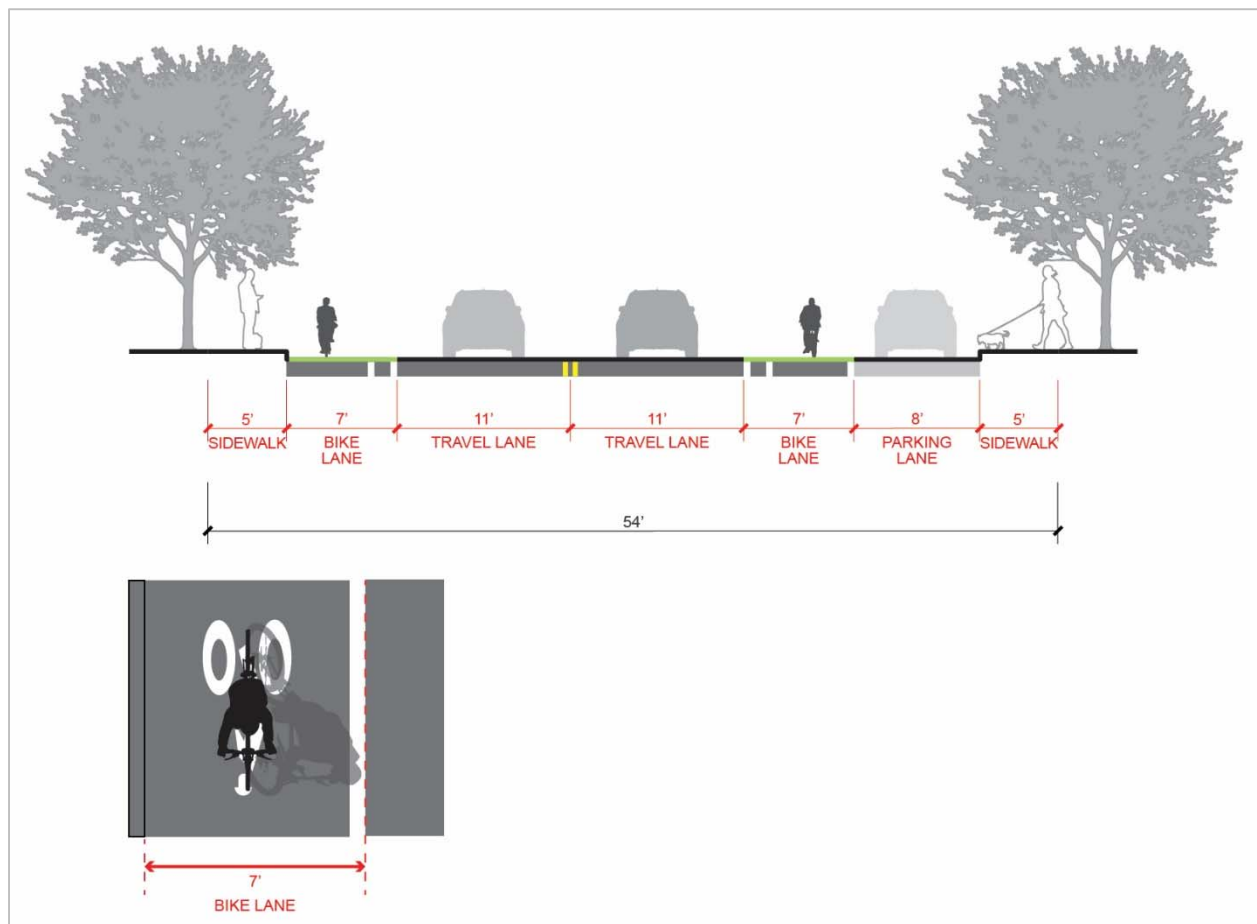 5’ 7’ 11’ 11’ 7’ 8’ 5’
SIDEWALK BIKE TRAVEL LANE TRAVEL LANE BIKE PARKING SIDEWALK
LANE LANE LANE
54’
7’
BIKE LANE